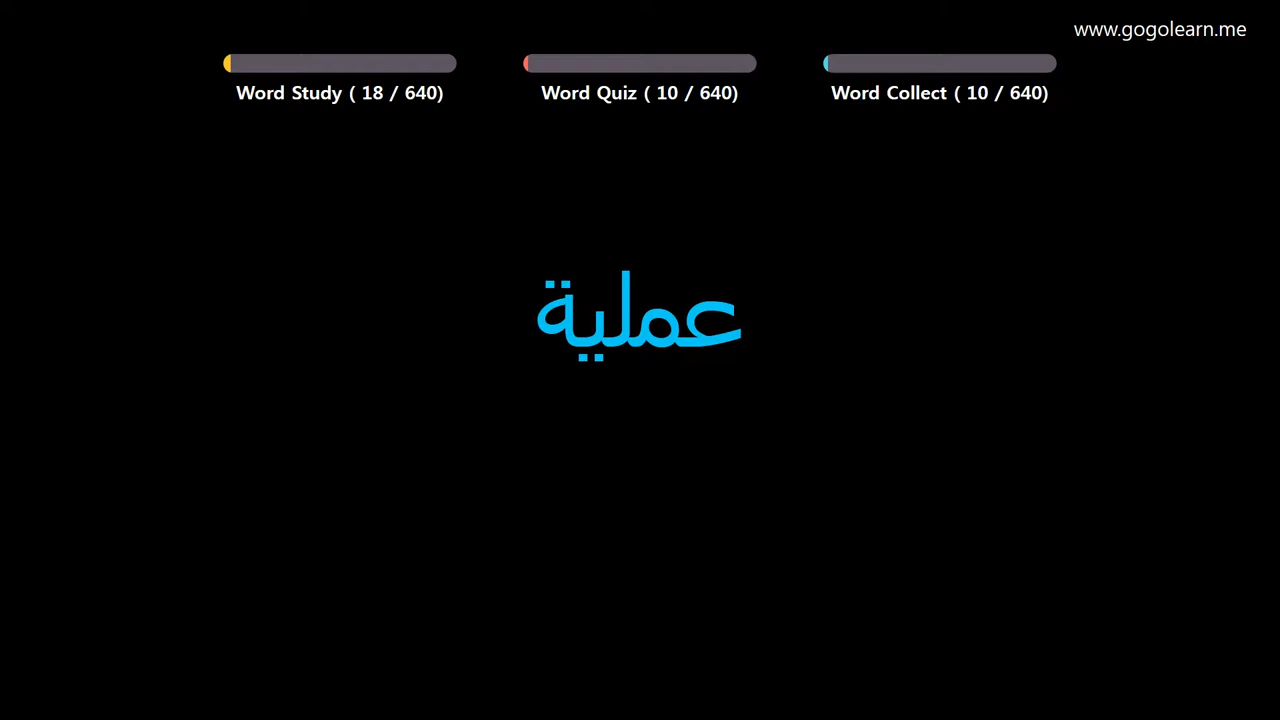 www.gogolearn.me
Word Study ( 18 / 640)
Word Quiz ( 10 / 640)
Word Collect ( 10 / 640)
عملية